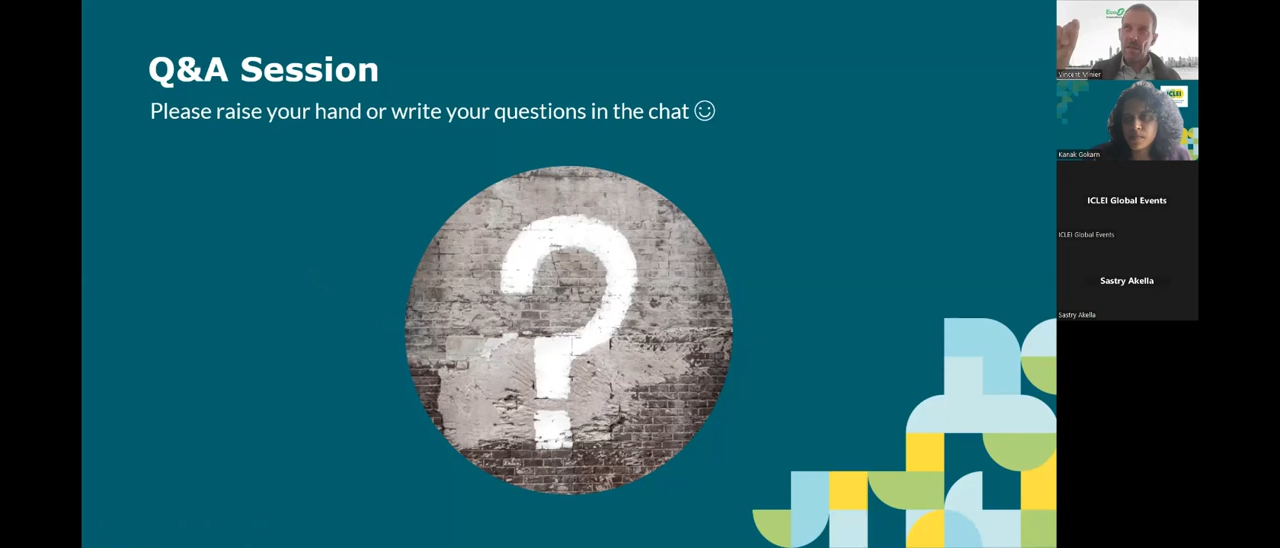 Q&A Session
Please raise your hand or write your questions in the chat
Vincent Minier
ICLEI
Kanak Gokarn
ICLEI Global Events
ICLEI Global Events
Sastry Akella
Sastry Akella